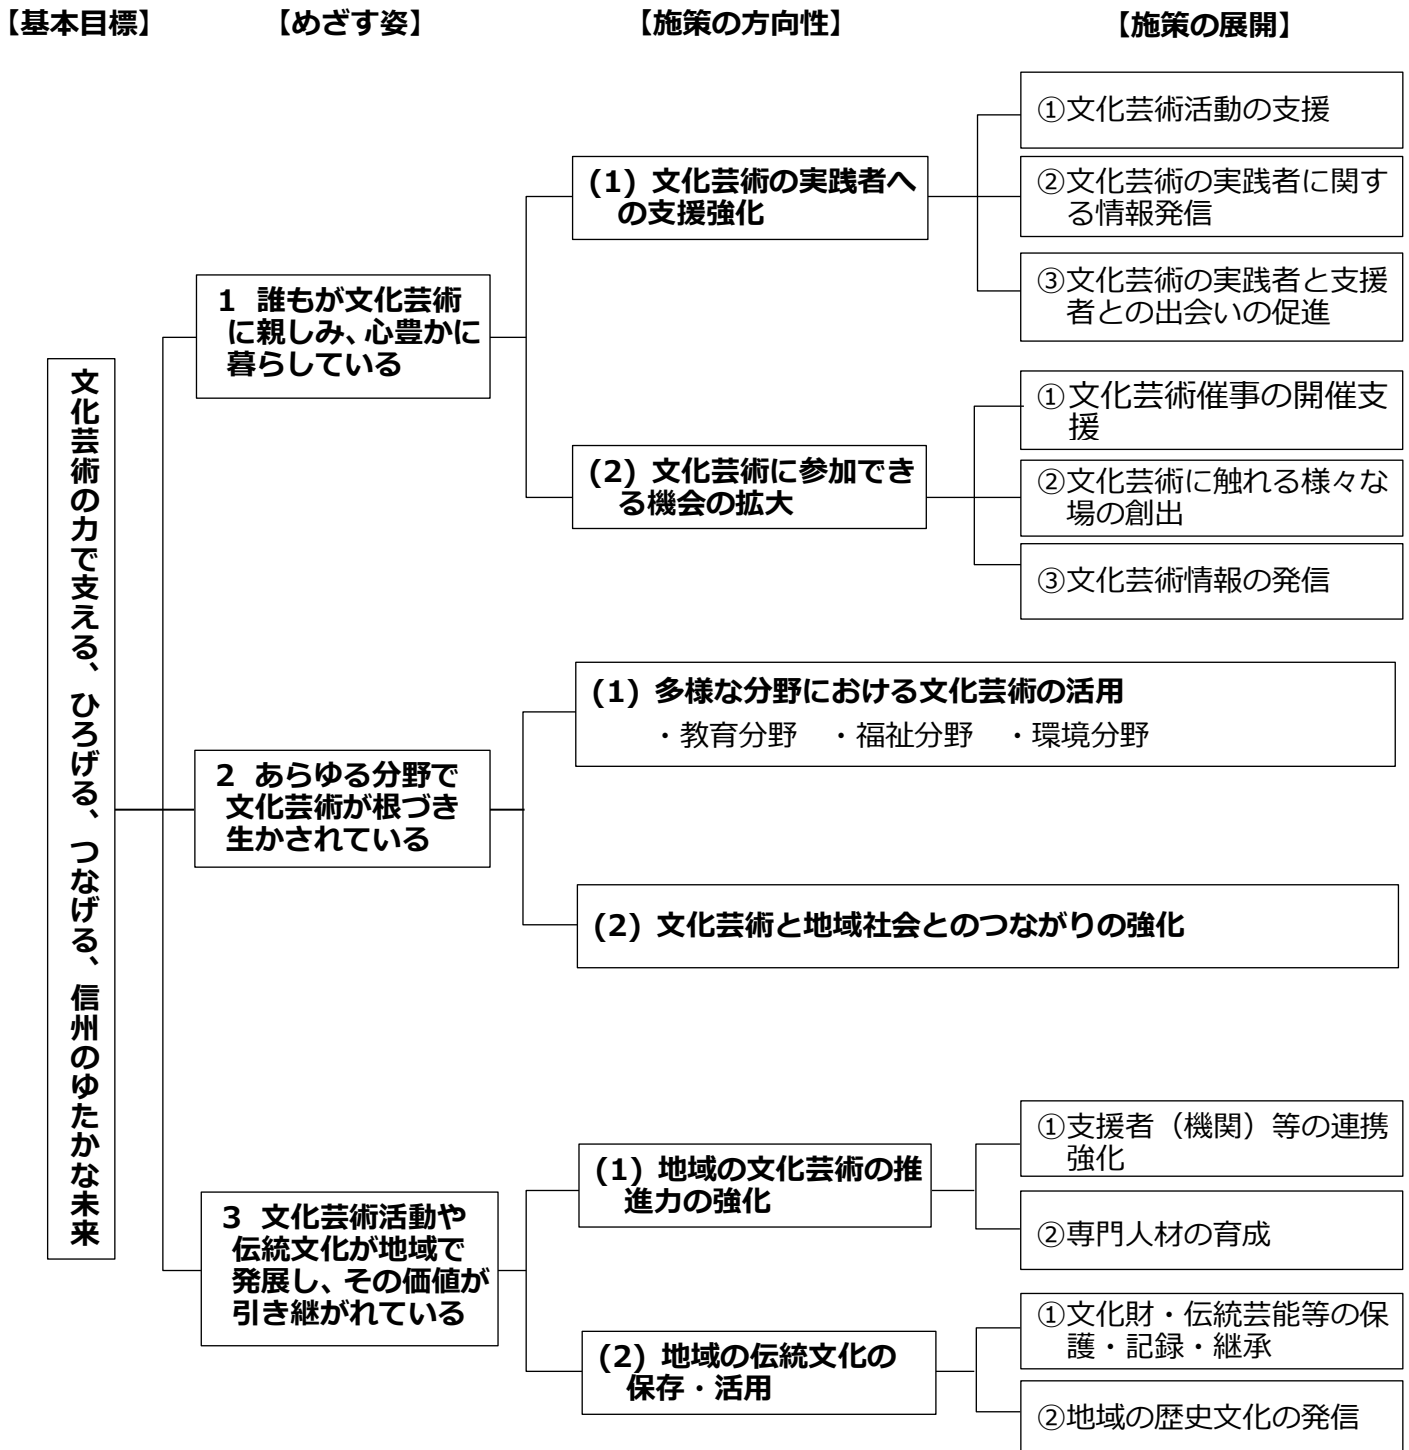 【基本目標】
【めざす姿】
【施策の方向性】
【施策の展開】
文化芸術の力で支える、ひろげる、つなげる、信州のゆたかな未来
1 誰もが文化芸術
に親しみ、心豊かに
暮らしている
(1) 文化芸術の実践者へ
の支援強化
①文化芸術活動の支援
②文化芸術の実践者に関す
る情報発信
③文化芸術の実践者と支援
者との出会いの促進
(2) 文化芸術に参加でき
る機会の拡大
①文化芸術催事の開催支
援
②文化芸術に触れる様々な
場の創出
③文化芸術情報の発信
2 あらゆる分野で
文化芸術が根づき
生かされている
(1) 多様な分野における文化芸術の活用
・教育分野 ・福祉分野 ・環境分野
(2) 文化芸術と地域社会とのつながりの強化
3 文化芸術活動や
伝統文化が地域で
発展し、その価値が
引き継がれている
(1) 地域の文化芸術の推
進力の強化
①支援者（機関）等の連携
強化
②専門人材の育成
(2) 地域の伝統文化の
保存・活用
①文化財・伝統芸能等の保
護・記録・継承
②地域の歴史文化の発信